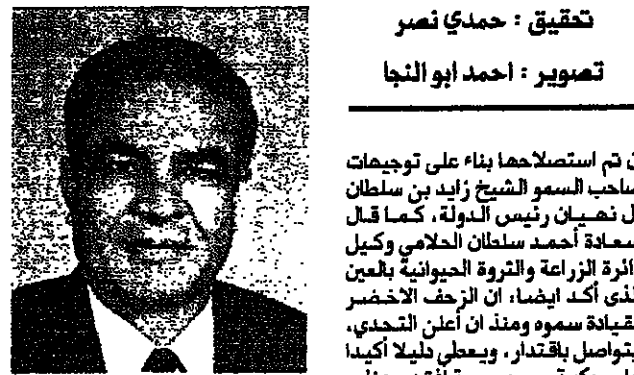 تحقيق : حمدي نصر
تصوير : احمد ابو النجا
تم استصلاحها بناء على توجيهات
صاحب السمو الشيخ زايد بن سلطان
آل نهيان رئيس الدولة، كما قال
سعادة أحمد سلطان الحلامي وكيل
دائرة الزراعة والثروة الحيوانية بالعين
الذى أكد ايضا، ان الزحف الاخضر
بقيادة سموه ومنذ ان أعلن التحدي،
يتواصل باقتدار، ويعطي دليلا أكيدا